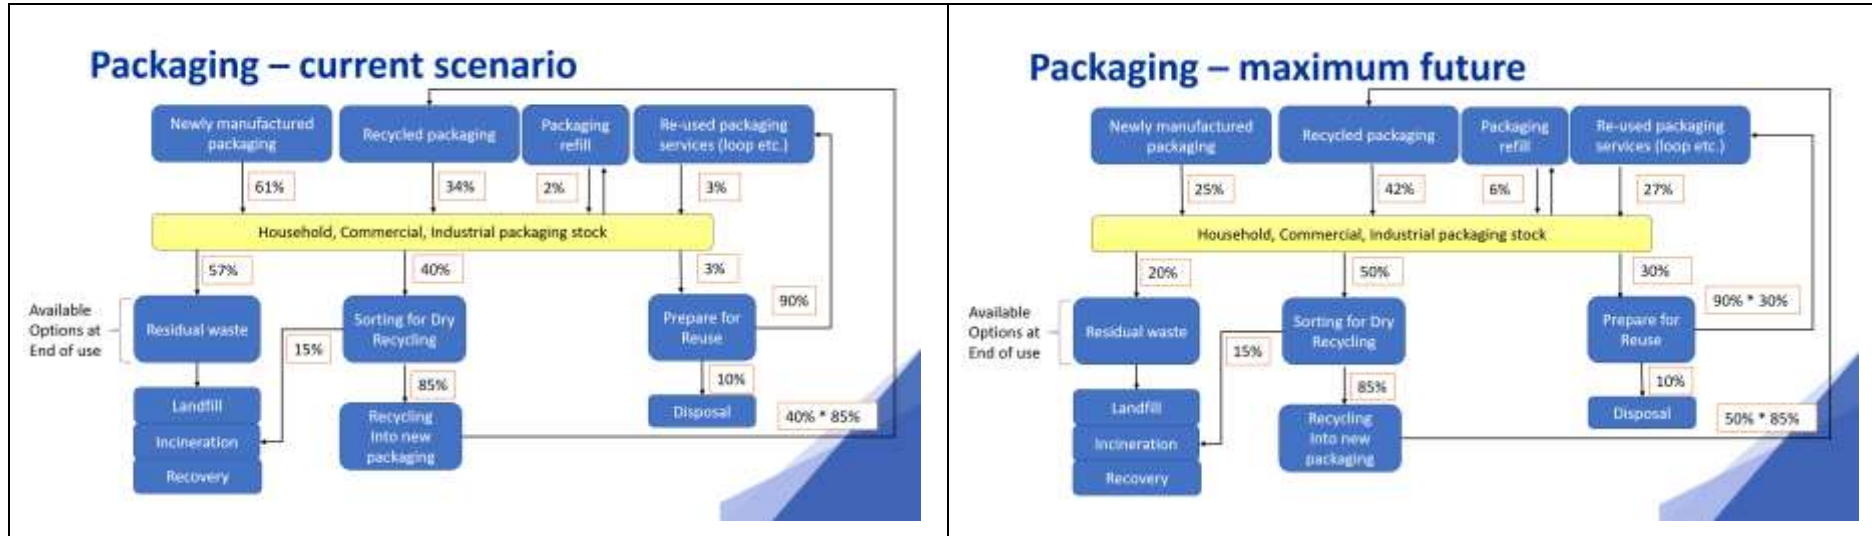 Packaging – current scenario
Newly manufactured
packaging
Recycled packaging
Packaging
refill
Re-used packaging
services (loop etc.)
61%
34%
2%
3%
Household, Commercial, Industrial packaging stock
57%
40%
3%
Available
Options at
End of use
Residual waste
Sorting for Dry
Recycling
Prepare for
Reuse
90%
15%
85%
10%
Landfill
Incineration
Recovery
Recycling
Into new
packaging
Disposal
40% * 85%
Packaging – maximum future
Newly manufactured
packaging
Recycled packaging
Packaging
refill
Re-used packaging
services (loop etc.)
25%
42%
6%
27%
Household, Commercial, Industrial packaging stock
20%
50%
30%
Available
Options at
End of use
Residual waste
Sorting for Dry
Recycling
Prepare for
Reuse
90% * 30%
15%
85%
10%
Landfill
Incineration
Recovery
Recycling
Into new
packaging
Disposal
50% * 85%